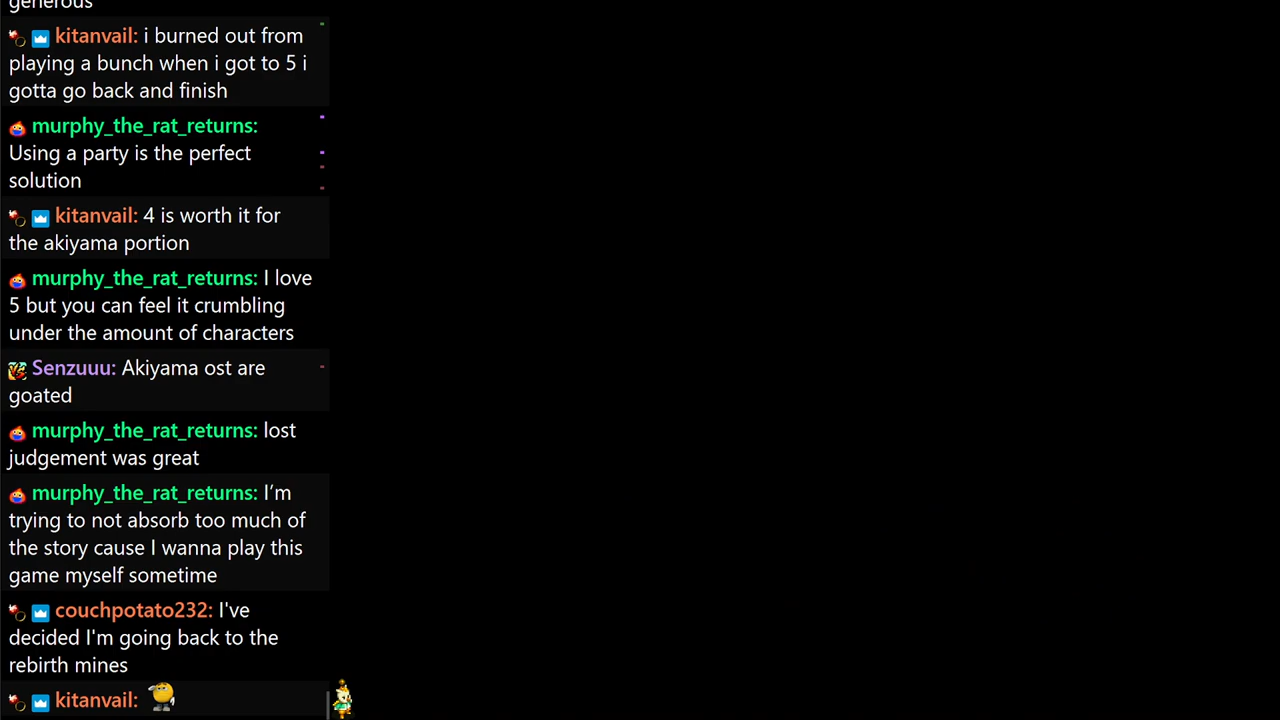 generous
kitanvail: i burned out from
playing a bunch when i got to 5 i
gotta go back and finish
murphy_the_rat_returns:
Using a party is the perfect
solution
kitanvail: 4 is worth it for
the akiyama portion
murphy_the_rat_returns: I love
5 but you can feel it crumbling
under the amount of characters
Senzuuu: Akiyama ost are
goated
murphy_the_rat_returns: lost
judgement was great
murphy_the_rat_returns: I’m
trying to not absorb too much of
the story cause I wanna play this
game myself sometime
couchpotato232: I've
decided I'm going back to the
rebirth mines
kitanvail: